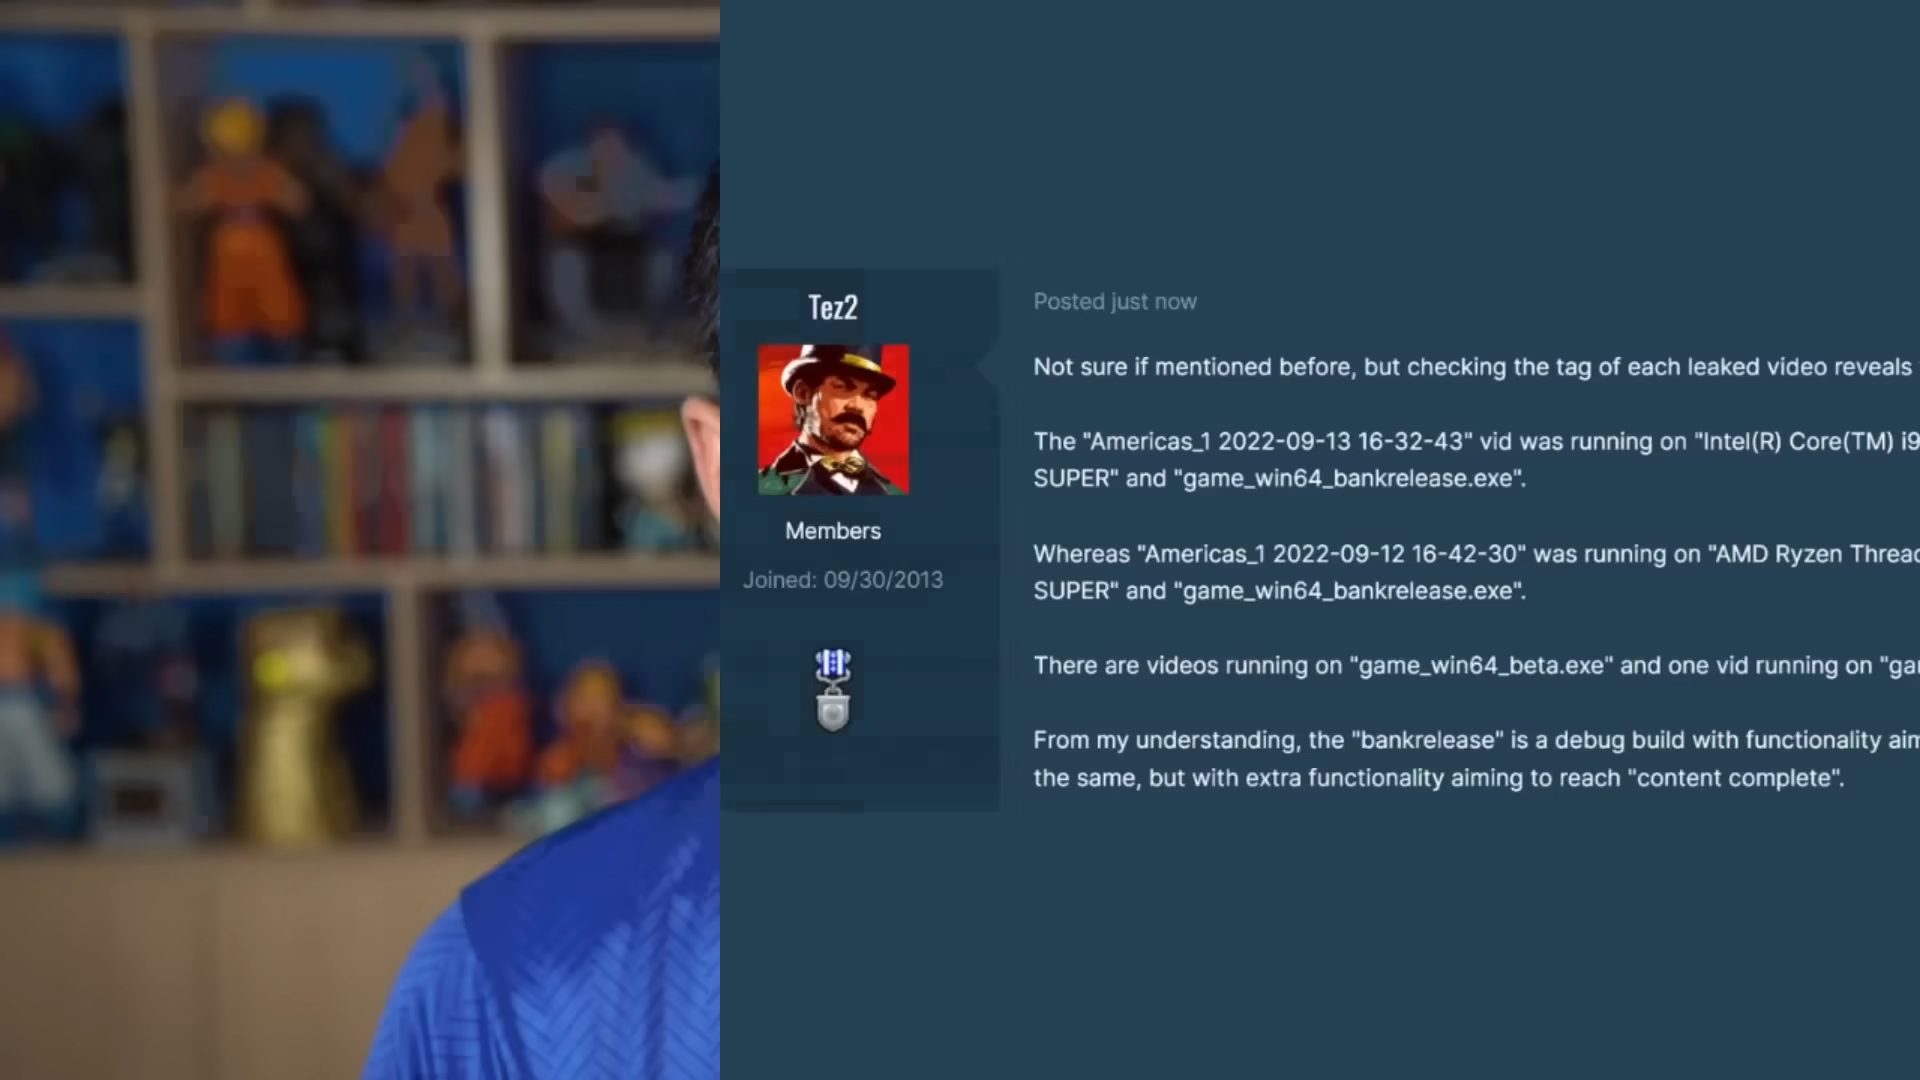 Tez2
Members
Joined: 09/30/2013
Posted just now
Not sure if mentioned before, but checking the tag of each leaked video reveals
The "Americas_1 2022-09-13 16-32-43" vid was running on "Intel(R) Core(TM) i9
SUPER" and "game_win64_bankrelease.exe".
Whereas "Americas_1 2022-09-12 16-42-30" was running on "AMD Ryzen
SUPER" and "game_win64_bankrelease.exe".
There are videos running on "game_win64_beta.exe" and one vid running on
From my understanding, the "bankrelease" is a debug build with functionality
the same, but with extra functionality aiming to reach "content complete".